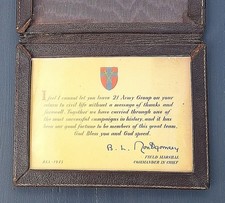 I feel I cannot let you leave 21 Army Group on your
return to civil life without a message of thanks and
farewell. Together we have carried through one of
the most successful campaigns in history, and it has
been our good fortune to be members of this great team.
God Bless you and God speed.
B. L. Montgomery
FIELD MARSHAL
COMMANDER IN CHIEF